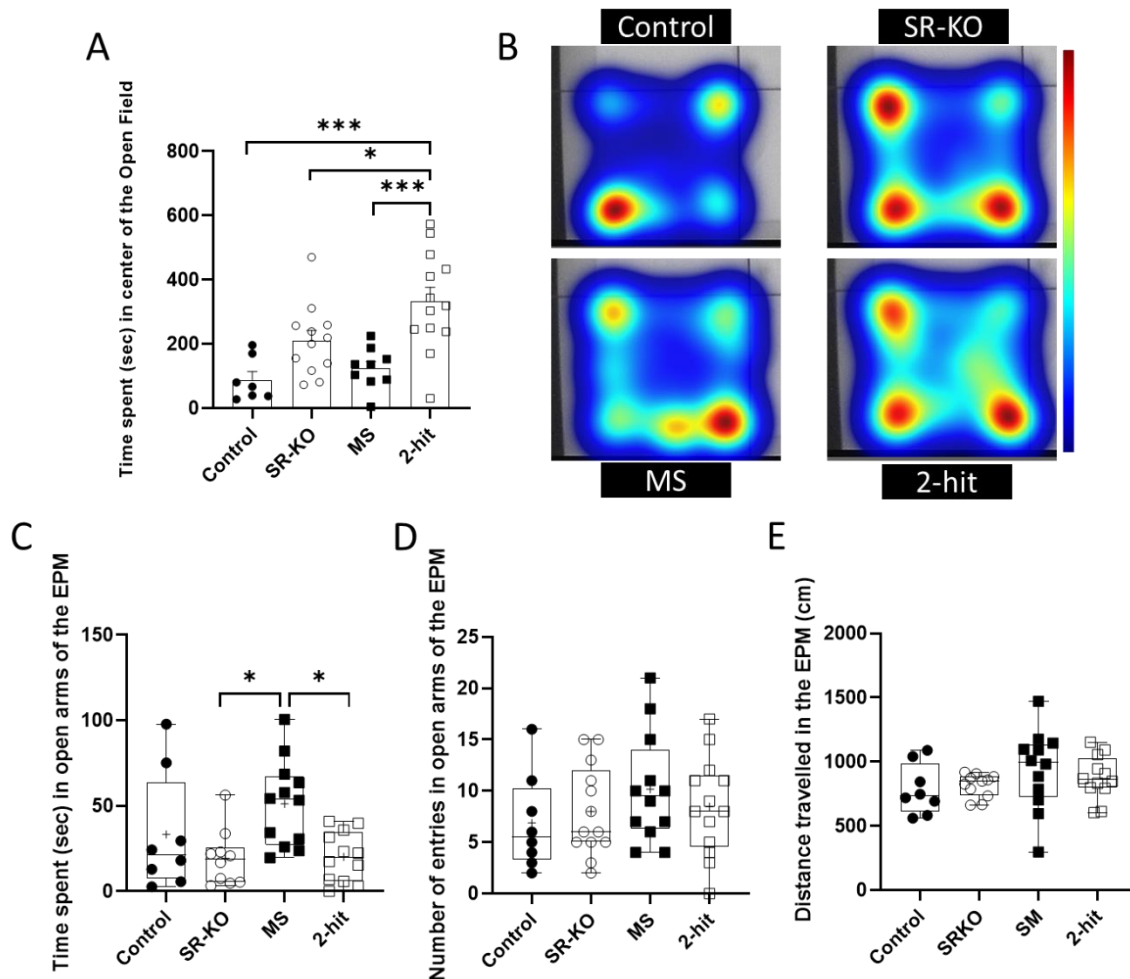 A
Time spent (sec) in center of the Open Field
800
600
400
200
0
***
*
***
Control
SR-KO
MS
2-hit
B
Control
SR-KO
MS
2-hit
C
Time spent (sec) in open arms of the EPM
150
100
50
0
*
*
Control
SR-KO
MS
2-hit
D
Number of entries in open arms of the EPM
25
20
15
10
5
0
Control
SR-KO
MS
2-hit
E
Distance travelled in the EPM (cm)
2000
1500
1000
500
0
Control
SRKO
SM
2-hit